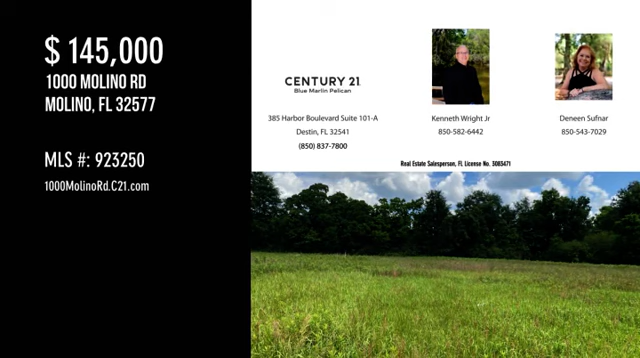 $ 145,000
1000 MOLINO RD
MOLINO, FL 32577
MLS #: 923250
1000MolinoRd.C21.com
CENTURY 21
Blue Marlin Pelican
385 Harbor Boulevard Suite 101-A
Destin, FL 32541
(850) 837-7800
Kenneth Wright Jr
850-582-6442
Deneen Sufnar
850-543-7029
Real Estate Salesperson, FL License No. 3083471